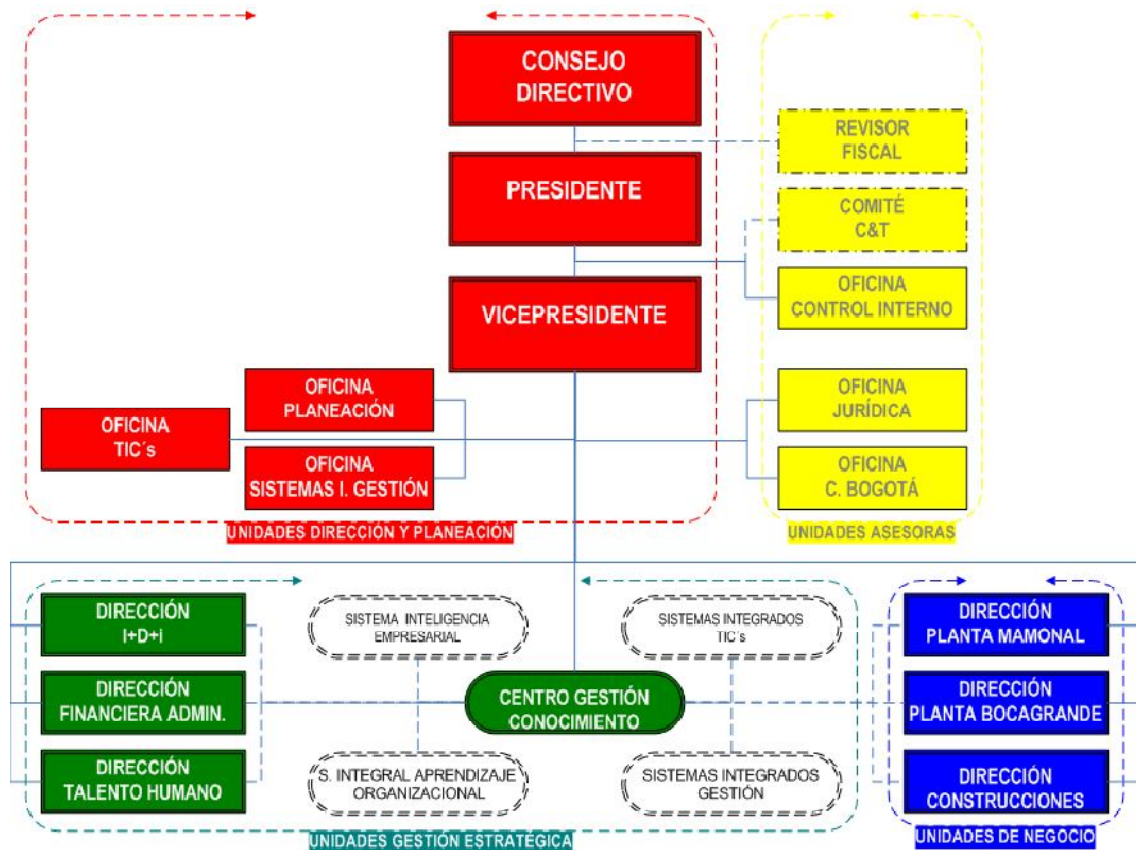 CONSEJO
DIRECTIVO
REVISOR
FISCAL
PRESIDENTE
COMITÉ
C&T
OFICINA
CONTROL INTERNO
VICEPRESIDENTE
OFICINA
PLANEACIÓN
OFICINA
JURÍDICA
OFICINA
TIC´s
OFICINA
SISTEMAS I. GESTIÓN
OFICINA
C. BOGOTÁ
UNIDADES DIRECCIÓN Y PLANEACIÓN
UNIDADES ASESORAS
DIRECCIÓN
I+D+i
SISTEMA INTELIGENCIA
EMPRESARIAL
SISTEMAS INTEGRADOS
TIC´s
DIRECCIÓN
PLANTA MAMONAL
DIRECCIÓN
FINANCIERA ADMIN.
CENTRO GESTIÓN
CONOCIMIENTO
DIRECCIÓN
PLANTA BOCAGRANDE
DIRECCIÓN
TALENTO HUMANO
S. INTEGRAL APRENDIZAJE
ORGANIZACIONAL
SISTEMAS INTEGRADOS
GESTIÓN
DIRECCIÓN
CONSTRUCCIONES
UNIDADES GESTIÓN ESTRATÉGICA
UNIDADES DE NEGOCIO